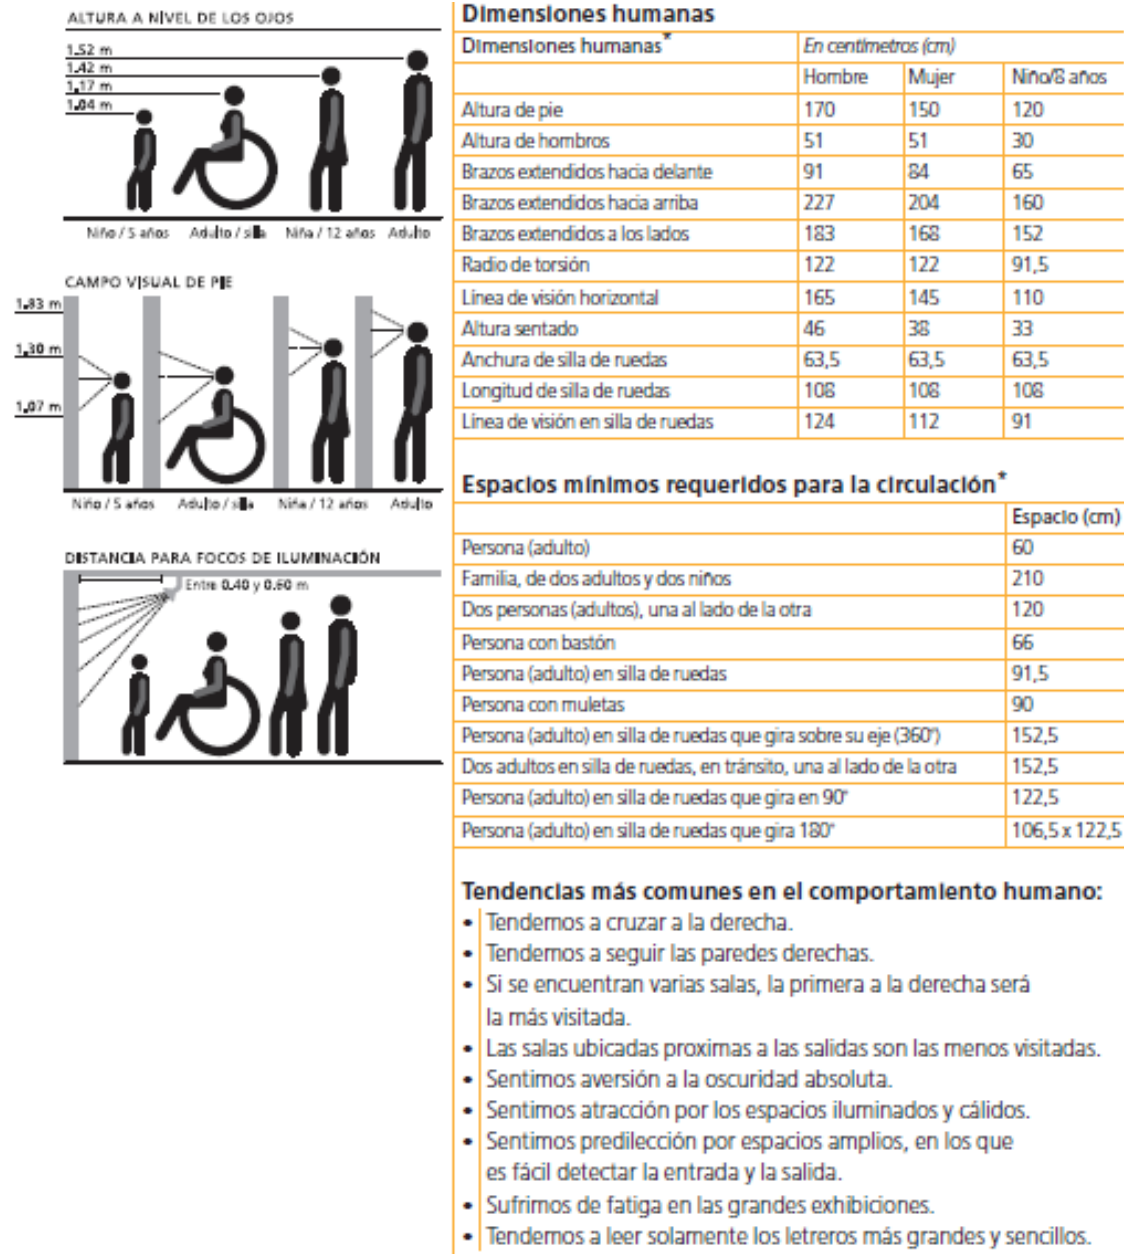 ALTURA A NIVEL DE LOS OJOS
1.52 m
1.42 m
1.17 m
1.04 m
Niño / 5 años Adulto / silla Niña / 12 años Adulto
CAMPO VISUAL DE PIE
1.83 m
1.30 m
1.07 m
Niño / 5 años Adulto / silla Niña / 12 años Adulto
DISTANCIA PARA FOCOS DE ILUMINACIÓN
Entre 0.40 y 0.60 m
Dimensiones humanas
Dimensiones humanas* En centímetros (cm)
Hombre Mujer Niño/8 años
Altura de pie 170 150 120
Altura de hombros 51 51 30
Brazos extendidos hacia delante 91 84 65
Brazos extendidos hacia arriba 227 204 160
Brazos extendidos a los lados 183 168 152
Radio de torsión 122 122 91,5
Línea de visión horizontal 165 145 110
Altura sentado 46 38 33
Anchura de silla de ruedas 63,5 63,5 63,5
Longitud de silla de ruedas 108 108 108
Línea de visión en silla de ruedas 124 112 91
Espacios mínimos requeridos para la circulación*
Espacio (cm)
Persona (adulto) 60
Familia, de dos adultos y dos niños 210
Dos personas (adultos), una al lado de la otra 120
Persona con bastón 66
Persona (adulto) en silla de ruedas 91,5
Persona con muletas 90
Persona (adulto) en silla de ruedas que gira sobre su eje (360°) 152,5
Dos adultos en silla de ruedas, en tránsito, una al lado de la otra 152,5
Persona (adulto) en silla de ruedas que gira en 90° 122,5
Persona (adulto) en silla de ruedas que gira 180° 106,5 x 122,5
Tendencias más comunes en el comportamiento humano:
• Tendemos a cruzar a la derecha.
• Tendemos a seguir las paredes derechas.
• Si se encuentran varias salas, la primera a la derecha será
la más visitada.
• Las salas ubicadas proximas a las salidas son las menos visitadas.
• Sentimos aversión a la oscuridad absoluta.
• Sentimos atracción por los espacios iluminados y cálidos.
• Sentimos predilección por espacios amplios, en los que
es fácil detectar la entrada y la salida.
• Sufrimos de fatiga en las grandes exhibiciones.
• Tendemos a leer solamente los letreros más grandes y sencillos.